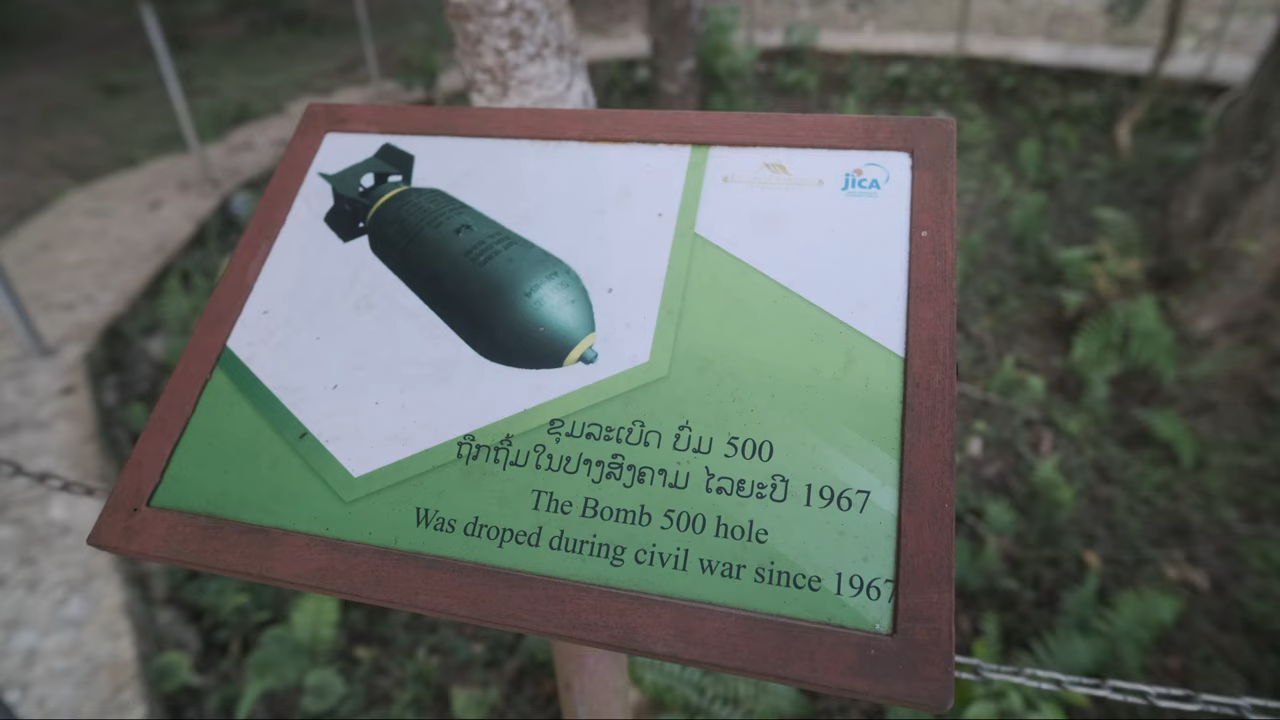 jICA
ຂຸມລະເບີດ ບົ່ມ 500
ຖືກຖິ້ມໃນປາງສົງຄາມ ໄລຍະປີ 1967
The Bomb 500 hole
Was droped during civil war since 1967